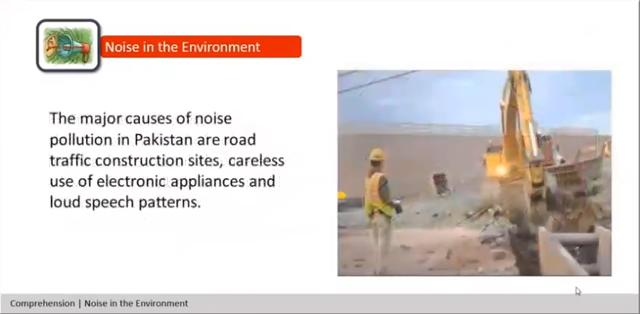 Noise in the Environment
The major causes of noise
pollution in Pakistan are road
traffic construction sites, careless
use of electronic appliances and
loud speech patterns.
Comprehension | Noise in the Environment